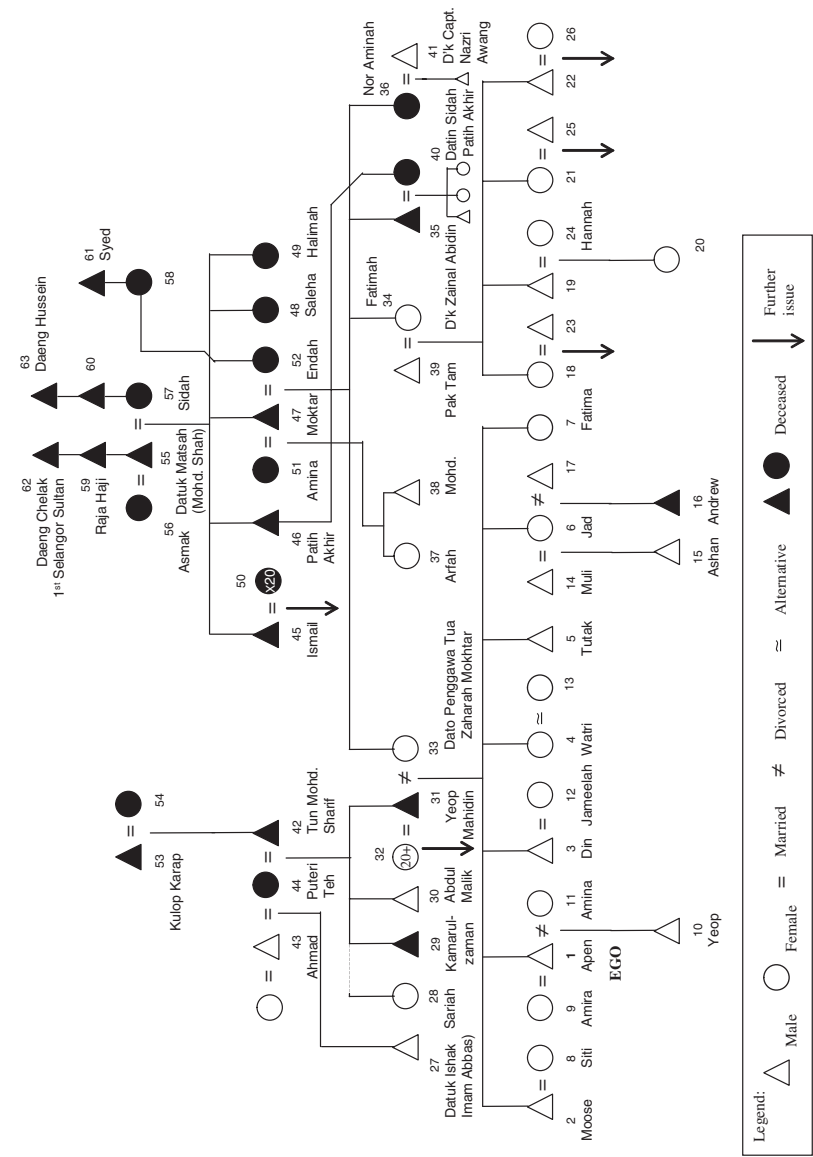 63 Daeng Hussein
61
Syed
62
Daeng Chelak
1st Selangor Sultan
59
Raja Haji
60
58
53
Kulop Karap
54
56
Asmak
55
Datuk Matsah
(Mohd. Shah)
57
Sidah
43
Ahmad
44
Puteri
Teh
42
Tun Mohd.
Sharif
45
Ismail
50
x20
46
Patih
Akhir
51
Amina
47
Moktar
52
Endah
48
Saleha
49
Halimah
27
Datuk Ishak
Imam Abbas)
28
Sariah
29
Kamarul-
zaman
30
Abdul
Malik
32
20+
31
Yeop
Mahidin
33
Dato Penggawa Tua
Zaharah Mokhtar
37
Arfah
38
Mohd.
39
Pak Tam
Fatimah
34
35
D'k Zainal Abidin
40
Datin Sidah
Patih Akhir
Nor Aminah
36
41
D'k Capt.
Nazri
Awang
2
Moose
8
Siti
9
Amira
1
Apen
EGO
11
Amina
3
Din
12
Jameelah
4
Watri
13
5
Tutak
14
Muli
6
Jad
17
7
Fatima
18
23
19
24
Hannah
21
25
22
26
10
Yeop
15
Ashan
16
Andrew
20
Legend:
Male
Female
= Married
≠ Divorced
≃ Alternative
Deceased
Further
issue